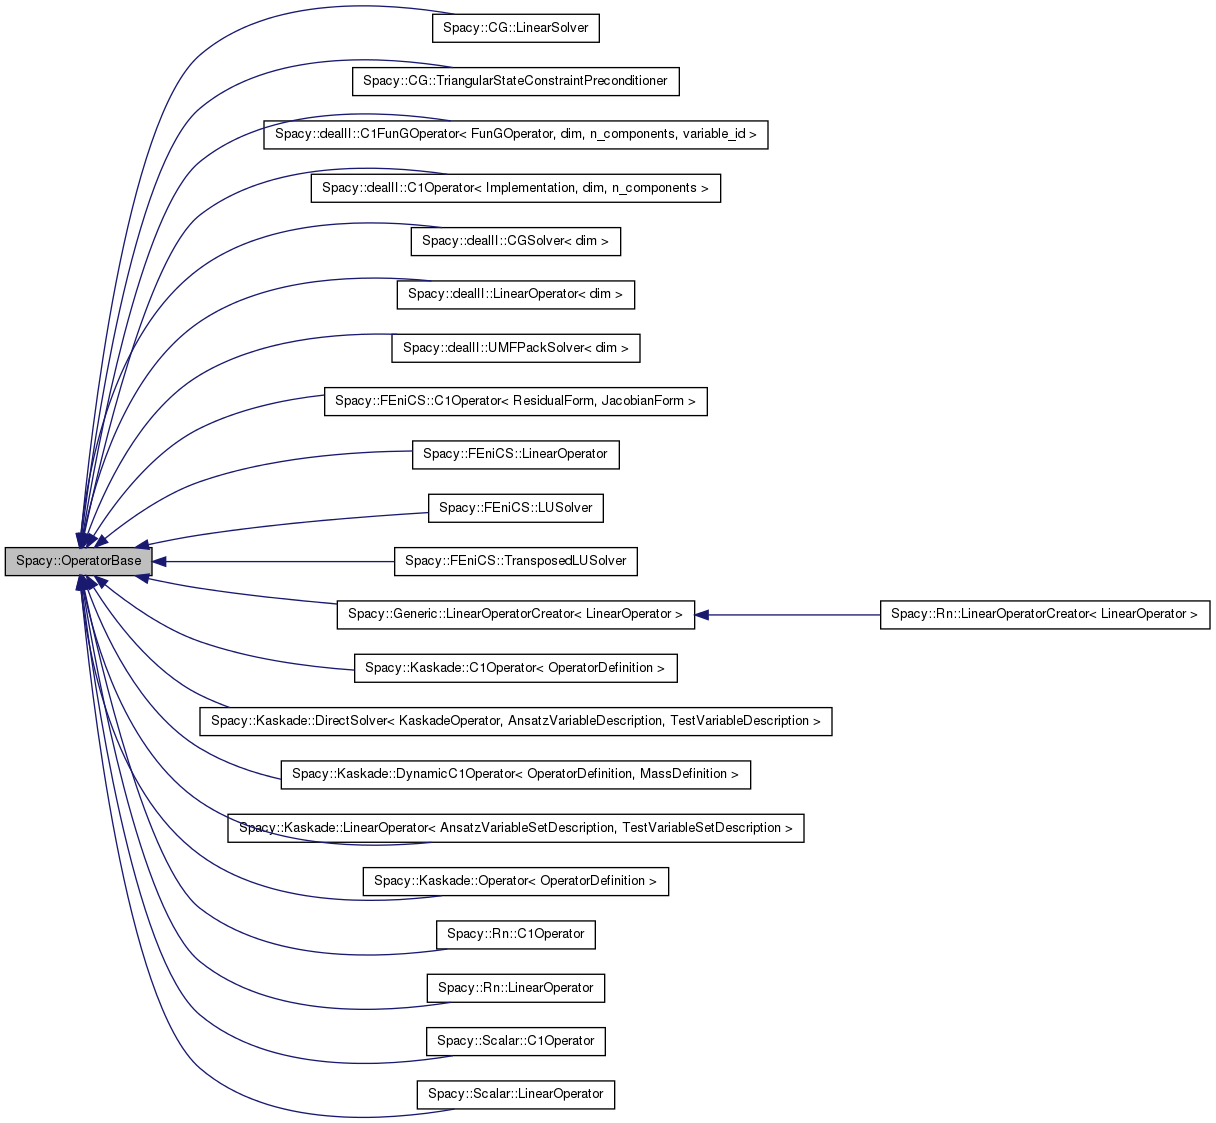 Spacy::CG::LinearSolver
Spacy::CG::TriangularStateConstraintPreconditioner
Spacy::dealII::C1FunGOperator< FunGOperator, dim, n_components, variable_id >
Spacy::dealII::C1Operator< Implementation, dim, n_components >
Spacy::dealII::CGSolver< dim >
Spacy::dealII::LinearOperator< dim >
Spacy::dealII::UMFPackSolver< dim >
Spacy::FEniCS::C1Operator< ResidualForm, JacobianForm >
Spacy::FEniCS::LinearOperator
Spacy::FEniCS::LUSolver
Spacy::OperatorBase
Spacy::FEniCS::TransposedLUSolver
Spacy::Generic::LinearOperatorCreator< LinearOperator >
Spacy::Rn::LinearOperatorCreator< LinearOperator >
Spacy::Kaskade::C1Operator< OperatorDefinition >
Spacy::Kaskade::DirectSolver< KaskadeOperator, AnsatzVariableDescription, TestVariableDescription >
Spacy::Kaskade::DynamicC1Operator< OperatorDefinition, MassDefinition >
Spacy::Kaskade::LinearOperator< AnsatzVariableSetDescription, TestVariableSetDescription >
Spacy::Kaskade::Operator< OperatorDefinition >
Spacy::Rn::C1Operator
Spacy::Rn::LinearOperator
Spacy::Scalar::C1Operator
Spacy::Scalar::LinearOperator